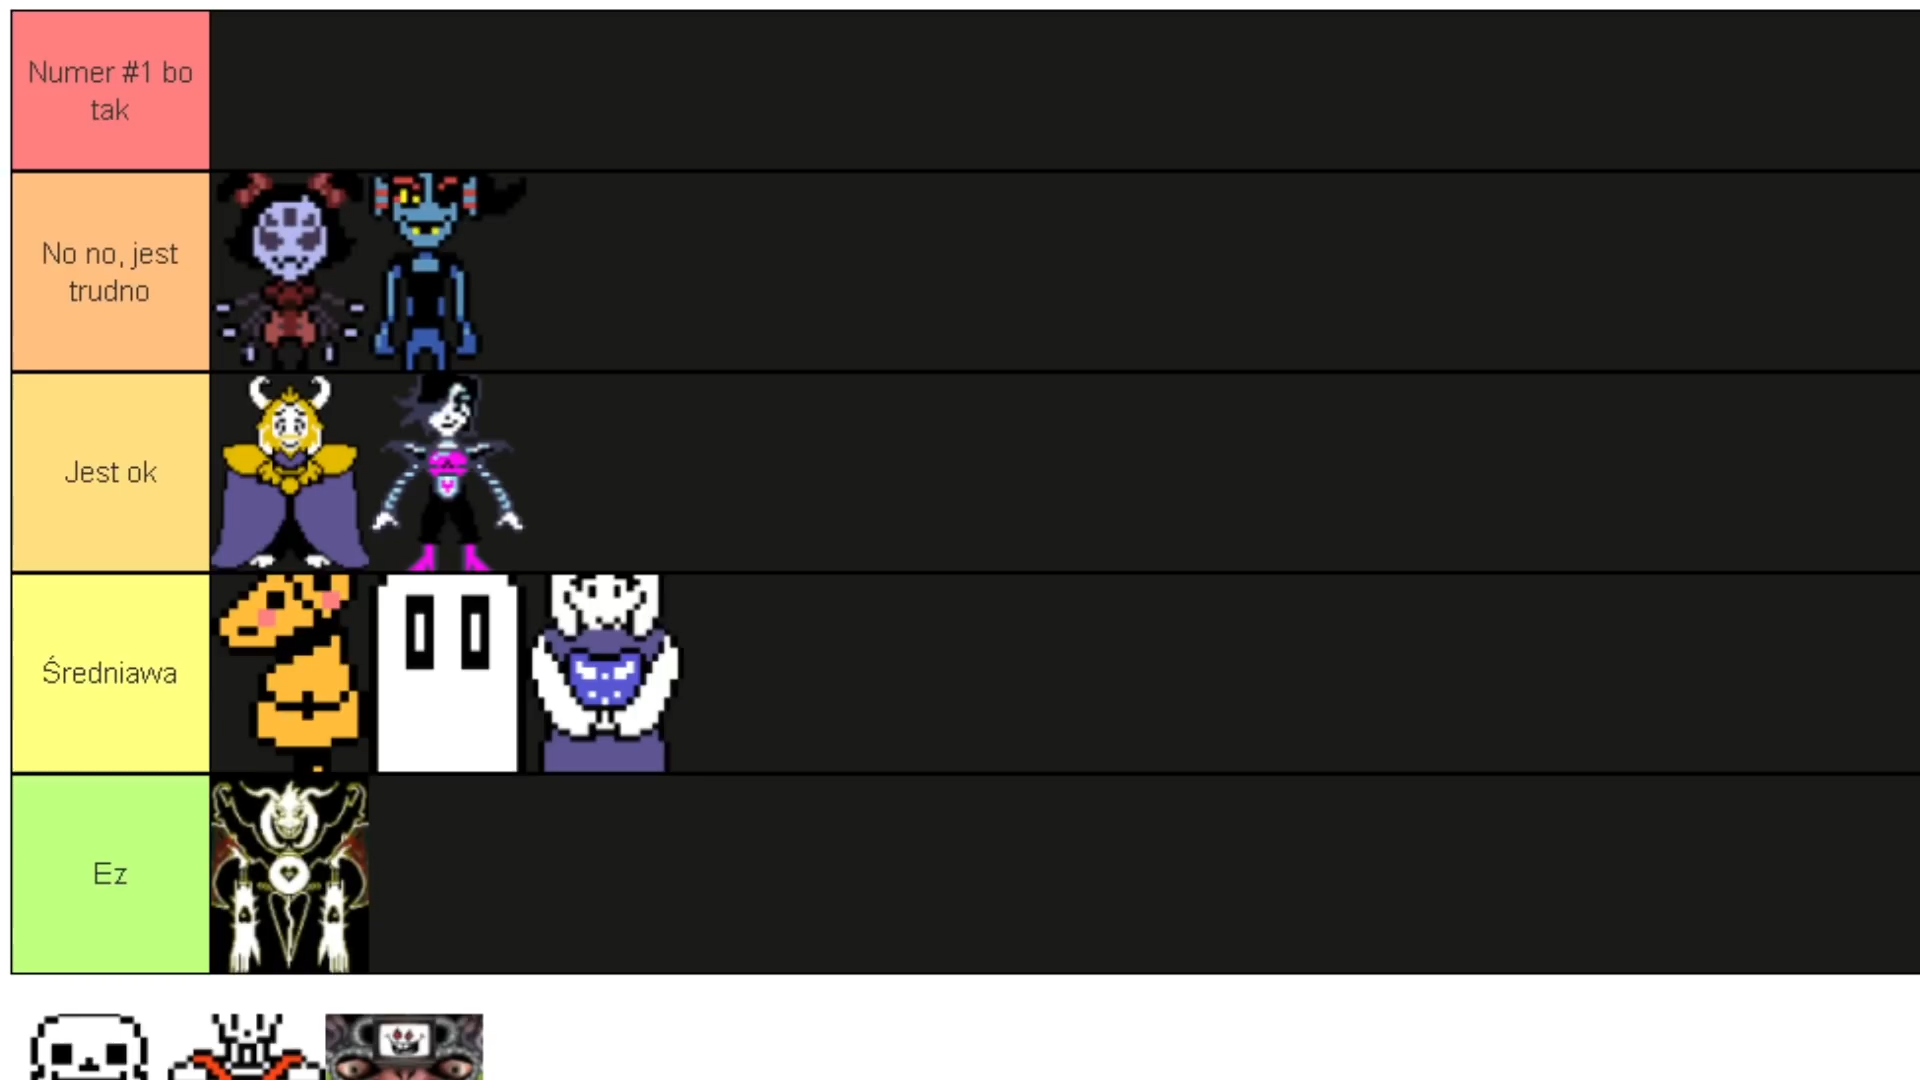 Numer #1 bo
tak
No no, jest
trudno
Jest ok
Średniawa
Ez